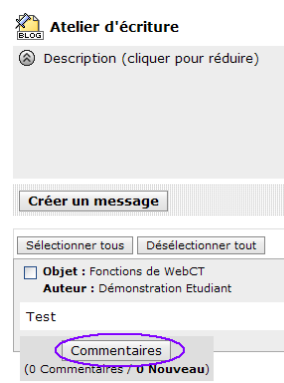 BLOG
Atelier d'écriture
Description (cliquer pour réduire)
Créer un message
Sélectionner tous
Désélectionner tout
Objet : Fonctions de WebCT
Auteur : Démonstration Etudiant
Test
Commentaires
(0 Commentaires / 0 Nouveau)